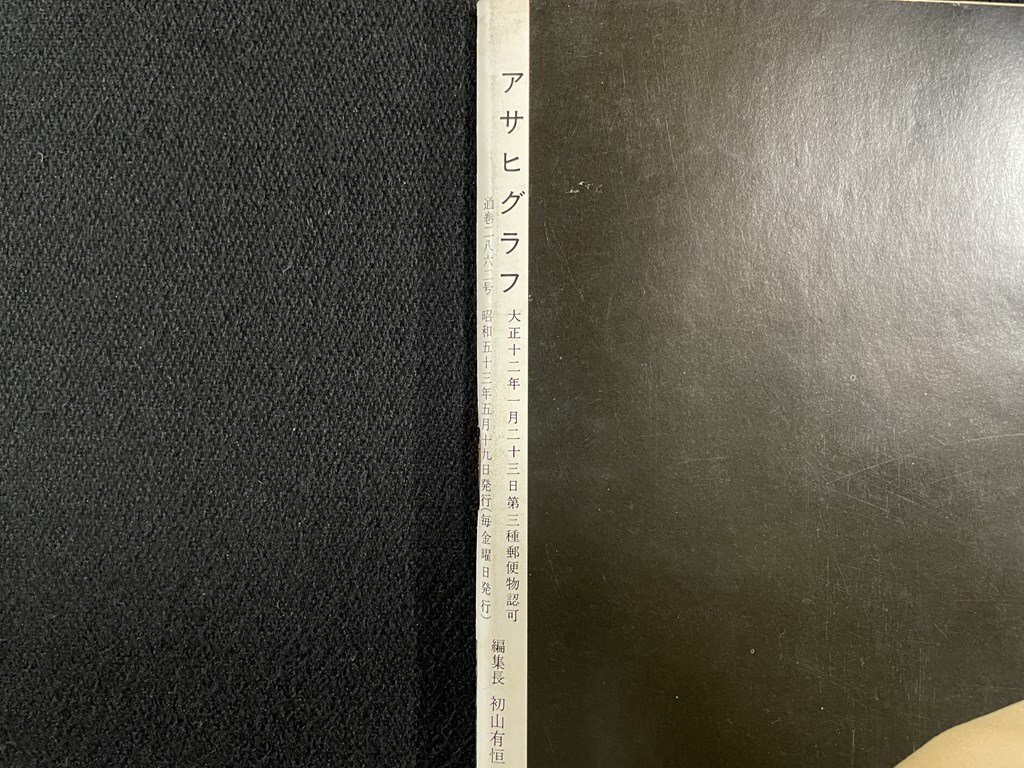 アサヒグラフ
大正十二年一月二十三日第三種郵便物認可
通巻二八六二号 昭和五十三年五月十九日発行(毎金曜日発行)
編集長 初山有恒